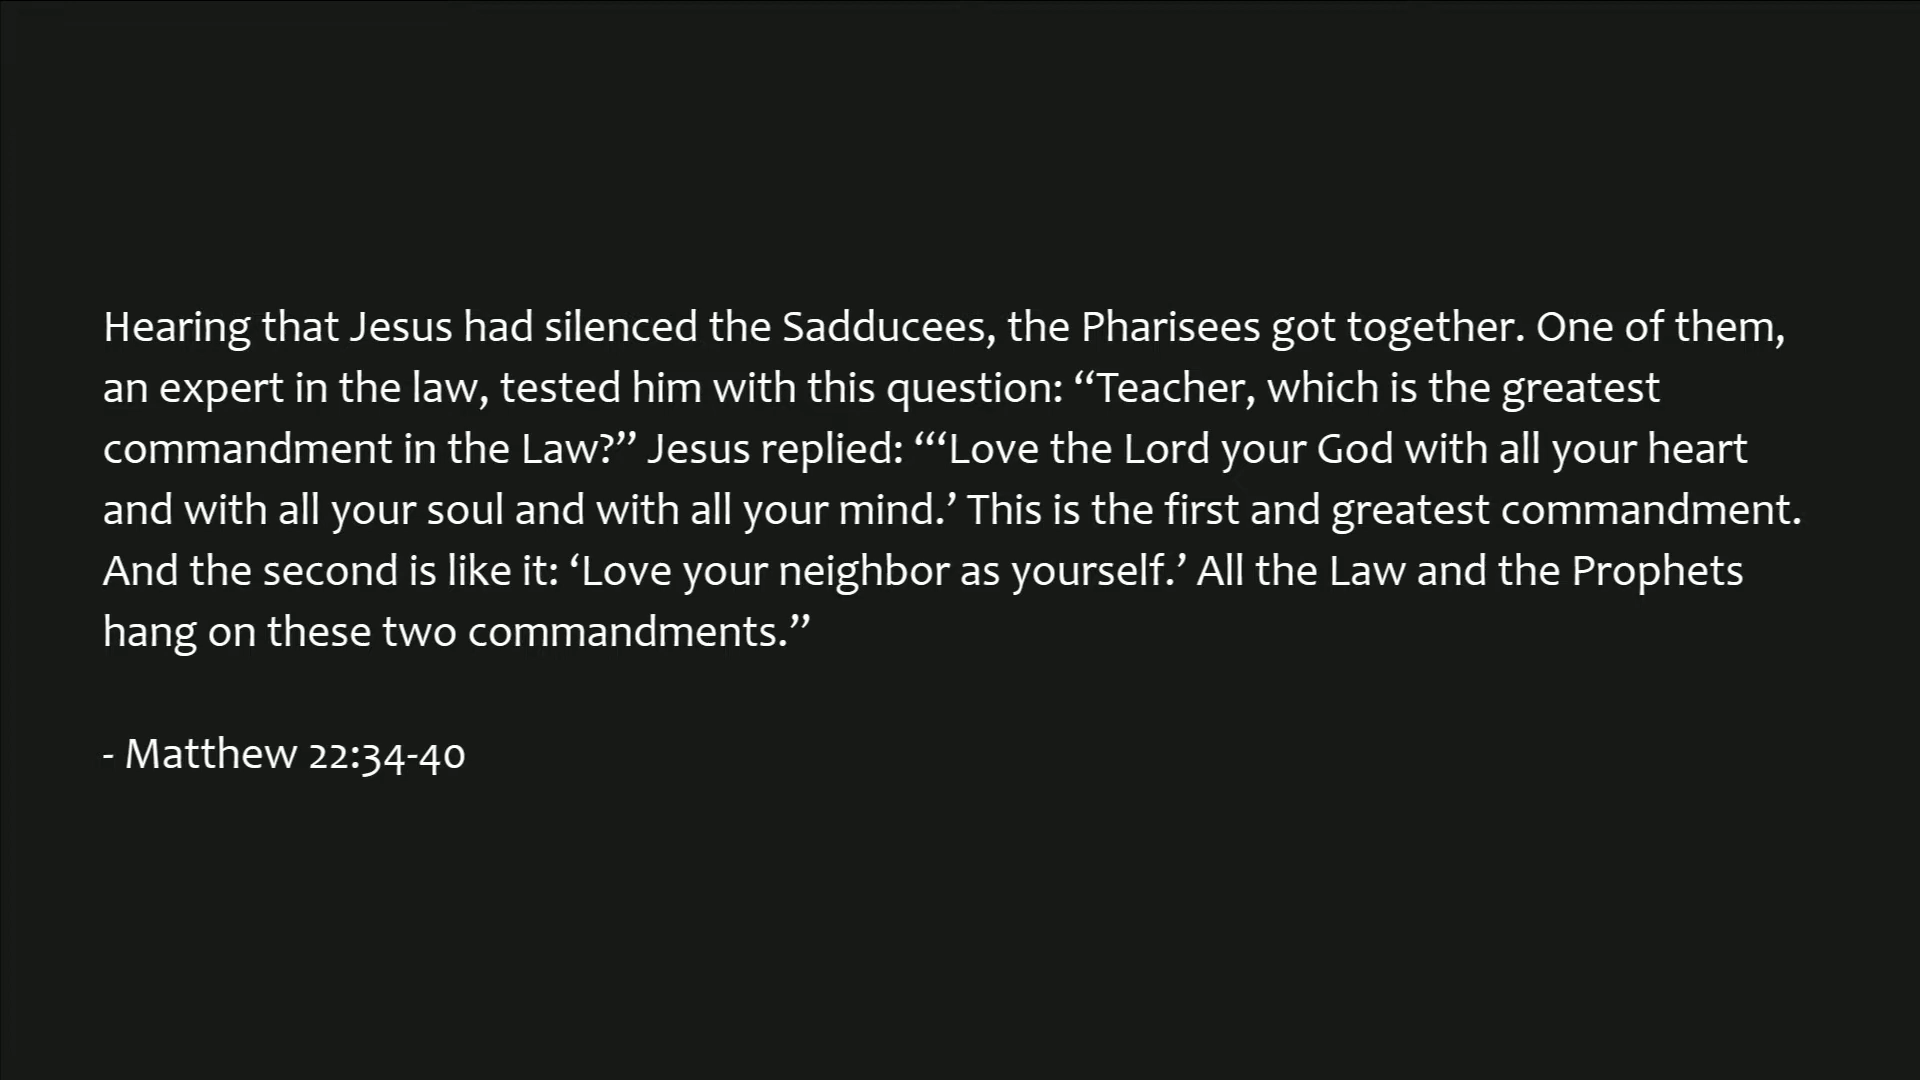 Hearing that Jesus had silenced the Sadducees, the Pharisees got together. One of them,
an expert in the law, tested him with this question: “Teacher, which is the greatest
commandment in the Law?” Jesus replied: “‘Love the Lord your God with all your heart
and with all your soul and with all your mind.’ This is the first and greatest commandment.
And the second is like it: ‘Love your neighbor as yourself.’ All the Law and the Prophets
hang on these two commandments.”
- Matthew 22:34-40